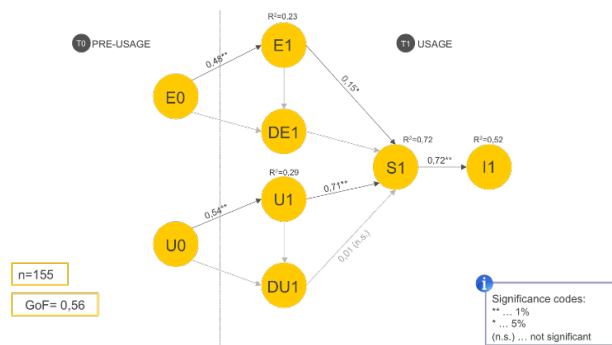 R²=0,23
T0 PRE-USAGE
E1
T1 USAGE
0,48**
0,15*
E0
DE1
R²=0,72
R²=0,52
S1
0,72**
I1
R²=0,29
U1
0,71**
0,54**
U0
0,01 (n.s.)
DU1
n=155
GoF= 0,56
i
Significance codes:
** ... 1%
* ... 5%
(n.s.) ... not significant